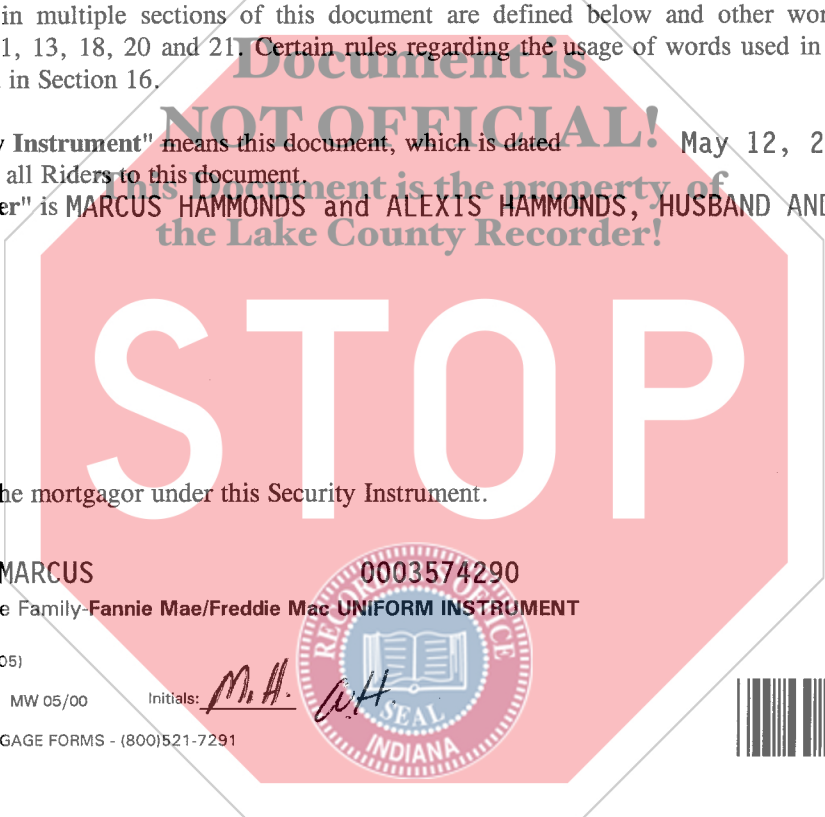 in multiple sections of this document are defined below and other wor
1, 13, 18, 20 and 21. Certain rules regarding the usage of words used in
in Section 16.
Document is
NOT OFFICIAL!
Instrument" means this document, which is dated May 12, 2
all Riders to this document.
This Document is the property of
er" is MARCUS HAMMONDS and ALEXIS HAMMONDS, HUSBAND AND
the Lake County Recorder!
STOP
he mortgagor under this Security Instrument.
MARCUS 0003574290
e Family-Fannie Mae/Freddie Mac UNIFORM INSTRUMENT
05)
MW 05/00 Initials: M.H. A.H.
GAGE FORMS - (800)521-7291
RECORDER OFFICE
SEAL
INDIANA